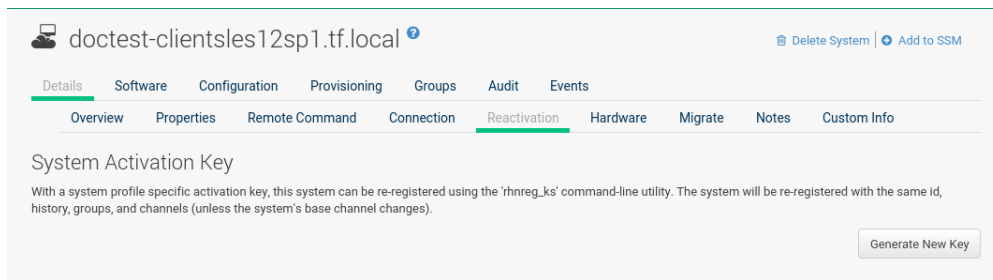 doctest-clientsles12sp1.tf.local ?
Delete System | Add to SSM
Details Software Configuration Provisioning Groups Audit Events
Overview Properties Remote Command Connection Reactivation Hardware Migrate Notes Custom Info
System Activation Key
With a system profile specific activation key, this system can be re-registered using the 'rhnreg_ks' command-line utility. The system will be re-registered with the same id,
history, groups, and channels (unless the system's base channel changes).
Generate New Key